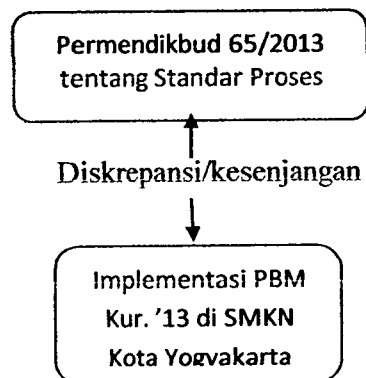 Permendikbud 65/2013
tentang Standar Proses
Diskrepansi/kesenjangan
Implementasi PBM
Kur. '13 di SMKN
Kota Yogyakarta